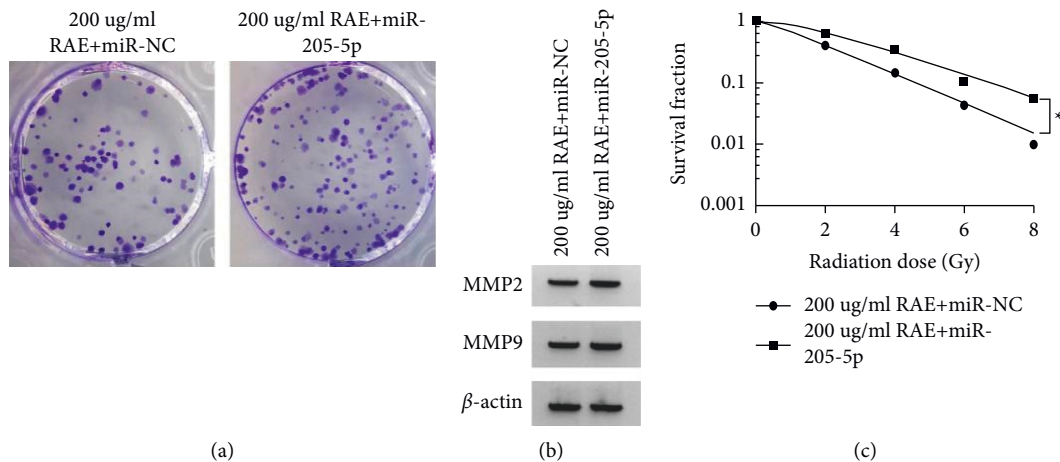 200 ug/ml
RAE+miR-NC
200 ug/ml RAE+miR-
205-5p
(a)
200 ug/ml RAE+miR-NC
200 ug/ml RAE+miR-205-5p
MMP2
MMP9
β-actin
(b)
Survival fraction
1
0.1
0.01
0.001
0 2 4 6 8
*
Radiation dose (Gy)
200 ug/ml RAE+miR-NC
200 ug/ml RAE+miR-
205-5p
(c)